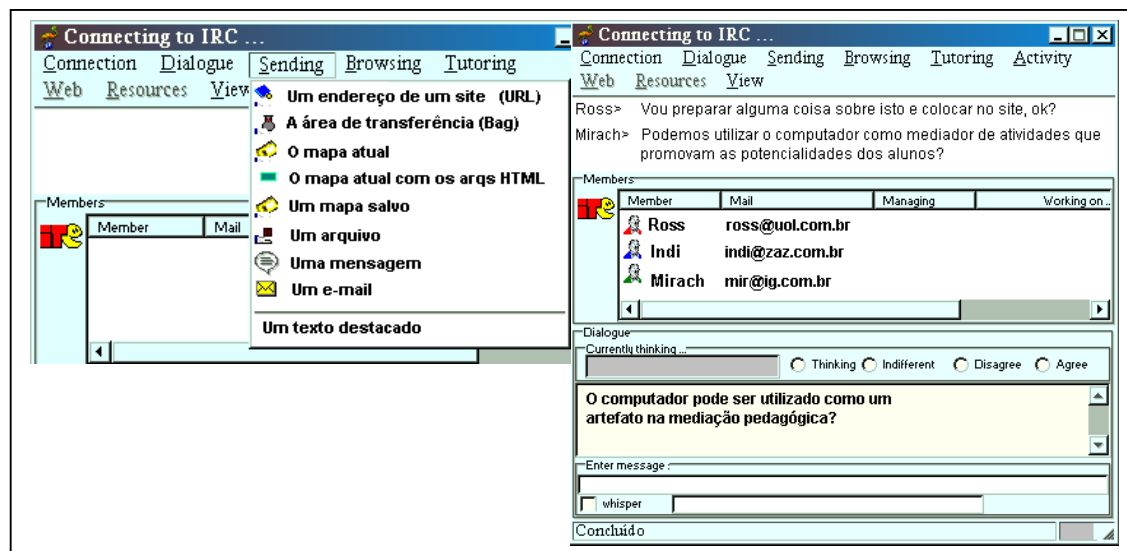 Connecting to IRC ...
Connection Dialogue Sending Browsing Tutoring
Web Resources View
Um endereço de um site (URL)
A área de transferência (Bag)
O mapa atual
O mapa atual com os arqs HTML
Um mapa salvo
Um arquivo
Uma mensagem
Um e-mail
Um texto destacado
Members
Member Mail
Connecting to IRC ...
Connection Dialogue Sending Browsing Tutoring Activity
Web Resources View
Ross> Vou preparar alguma coisa sobre isto e colocar no site, ok?
Mirach> Podemos utilizar o computador como mediador de atividades que
promovam as potencialidades dos alunos?
Members
Member Mail Managing Working on ..
Ross ross@uol.com.br
Indi indi@zaz.com.br
Mirach mir@ig.com.br
Dialogue
Currently thinking ...
Thinking Indifferent Disagree Agree
O computador pode ser utilizado como um
artefato na mediação pedagógica?
Enter message :
whisper
Concluído